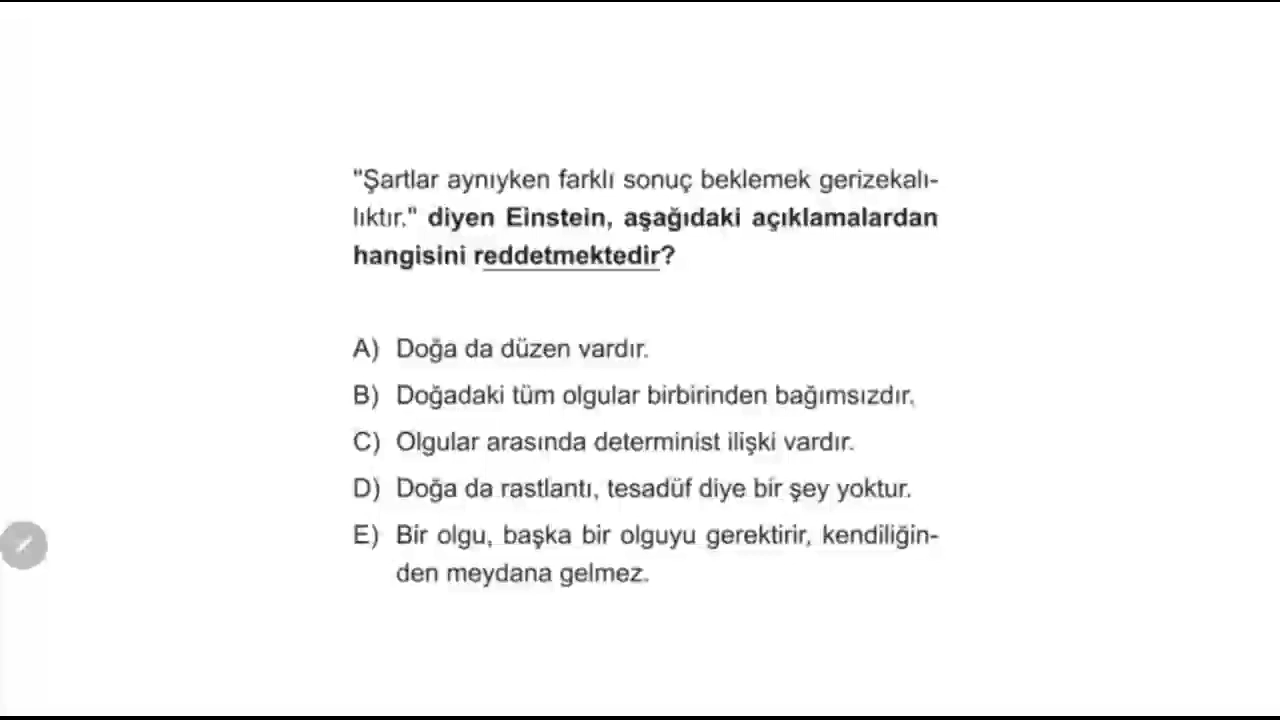 "Şartlar aynıyken farklı sonuç beklemek gerizekalı-
lıktır." diyen Einstein, aşağıdaki açıklamalardan
hangisini reddetmektedir?
A) Doğa da düzen vardır.
B) Doğadaki tüm olgular birbirinden bağımsızdır.
C) Olgular arasında determinist ilişki vardır.
D) Doğa da rastlantı, tesadüf diye bir şey yoktur.
E) Bir olgu, başka bir olguyu gerektirir, kendiliğin-
den meydana gelmez.